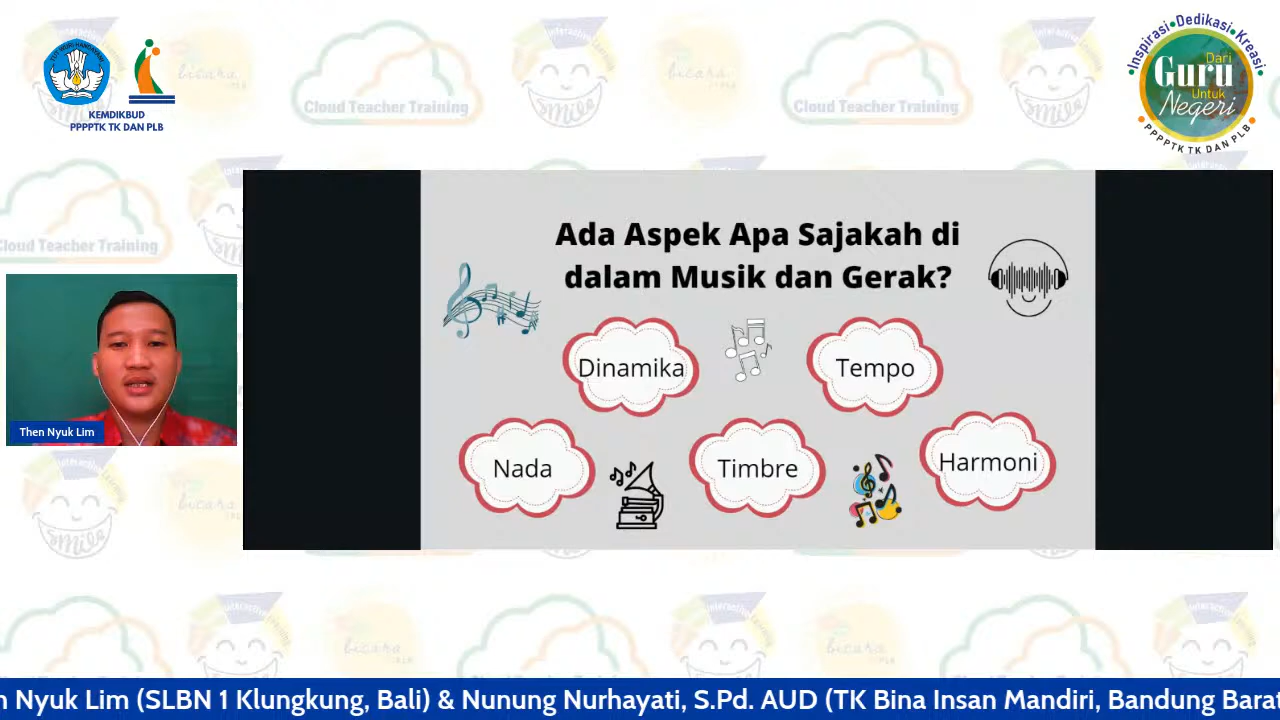 TUT WURI HANDAYANI
KEMDIKBUD
PPPPTK TK DAN PLB
Inspirasi•Dedikasi•Kreasi
Dari
Guru
Untuk
Negeri
PPPPTK TK DAN PLB
Cloud Teacher Training
Cloud Teacher Training
Cloud Teacher Training
Ada Aspek Apa Sajakah di
dalam Musik dan Gerak?
Dinamika
Tempo
Nada
Timbre
Harmoni
Then Nyuk Lim
Nyuk Lim (SLBN 1 Klungkung, Bali) & Nunung Nurhayati, S.Pd. AUD (TK Bina Insan Mandiri, Bandung Barat